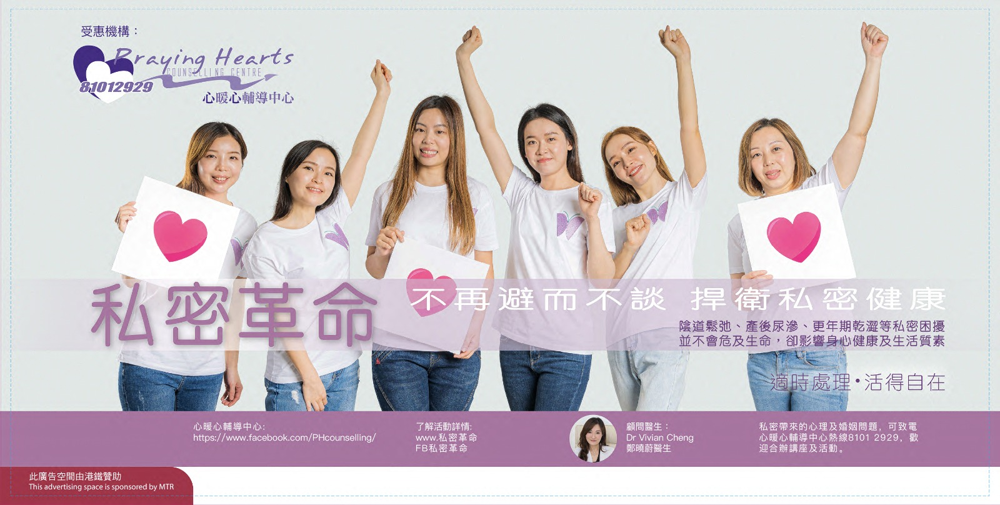 受惠機構：
Praying Hearts
COUNSELLING CENTRE
81012929
心暖心輔導中心
私密革命
不再避而不談 捍衛私密健康
陰道鬆弛、產後尿滲、更年期乾澀等私密困擾
並不會危及生命，卻影響身心健康及生活質素
適時處理•活得自在
心暖心輔導中心:
https://www.facebook.com/PHcounselling/
了解活動詳情:
www.私密革命
FB私密革命
顧問醫生：
Dr Vivian Cheng
鄭曉蔚醫生
私密帶來的心理及婚姻問題，可致電
心暖心輔導中心熱線8101 2929，歡
迎合辦講座及活動。
此廣告空間由港鐵贊助
This advertising space is sponsored by MTR